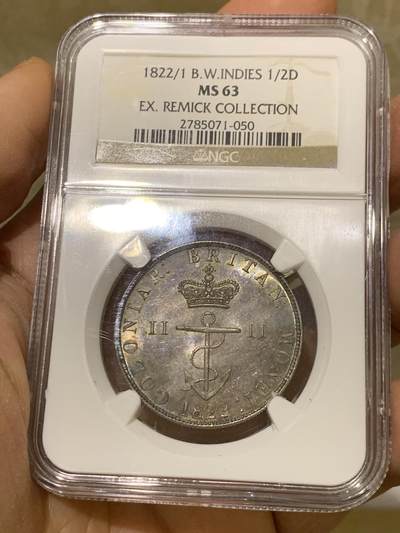 1822/1 B.W.INDIES 1/2D
MS 63
EX. REMICK COLLECTION
2785071-050
NGC
COLONIAR: BRITAN: MONET:
II II
1822